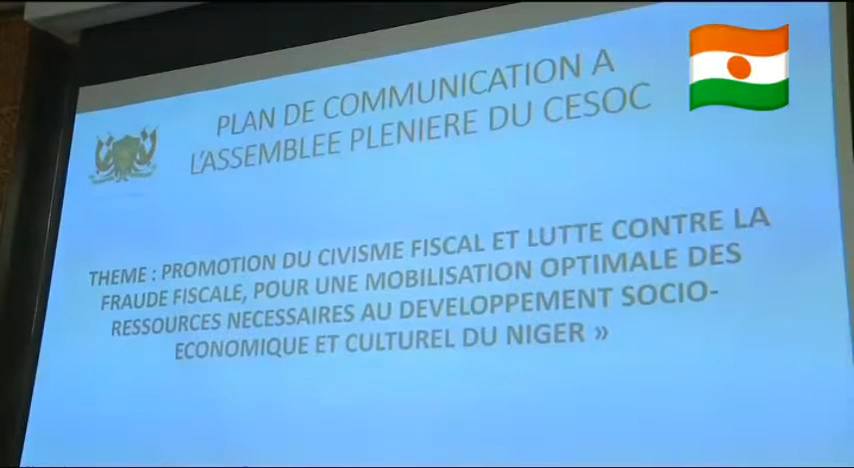 PLAN DE COMMUNICATION A
L'ASSEMBLEE PLENIERE DU CESOC
THEME : PROMOTION DU CIVISME FISCAL ET LUTTE CONTRE LA
FRAUDE FISCALE, POUR UNE MOBILISATION OPTIMALE DES
RESSOURCES NECESSAIRES AU DEVELOPPEMENT SOCIO-
ECONOMIQUE ET CULTUREL DU NIGER »